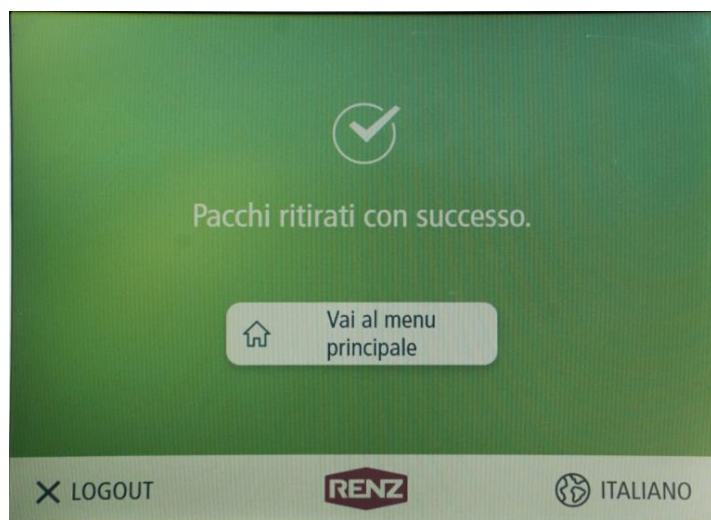 Pacchi ritirati con successo.
Vai al menu
principale
LOGOUT
RENZ
ITALIANO